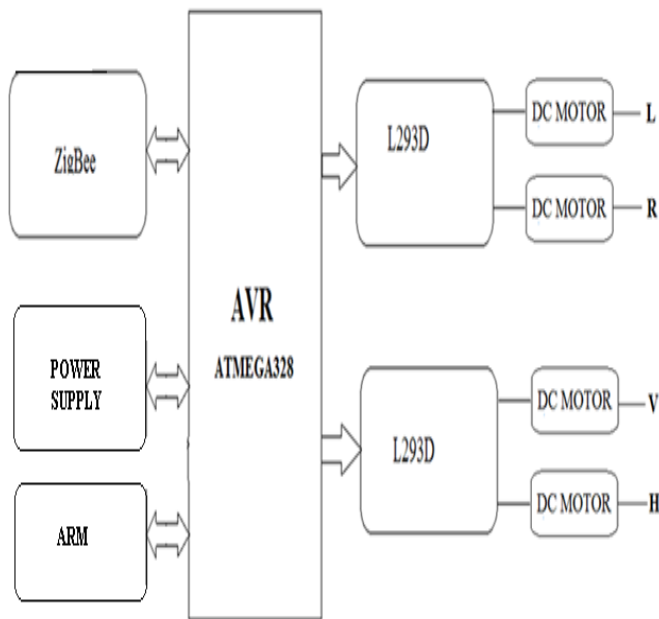 ZigBee
POWER
SUPPLY
ARM
AVR
ATMEGA328
L293D
DC MOTOR L
DC MOTOR R
L293D
DC MOTOR V
DC MOTOR H